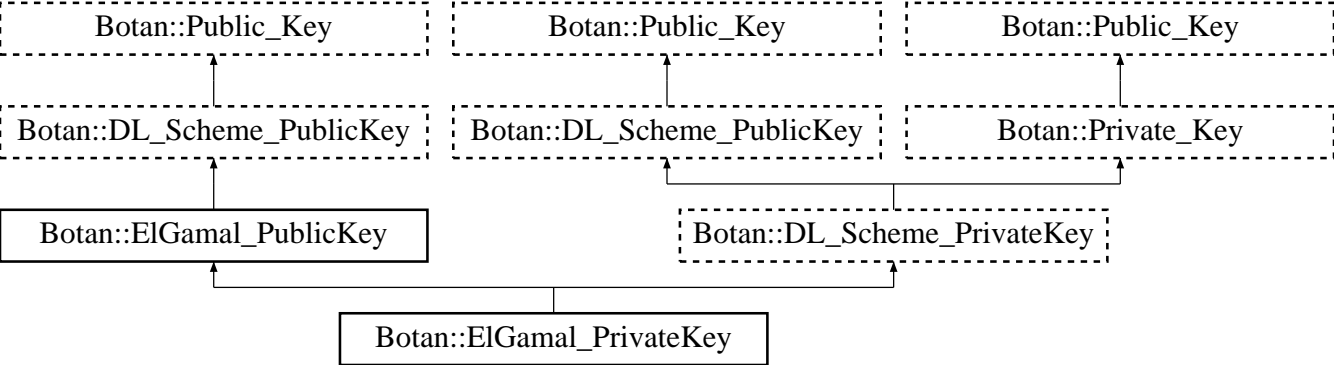 Botan::Public_Key
Botan::Public_Key
Botan::Public_Key
Botan::DL_Scheme_PublicKey
Botan::DL_Scheme_PublicKey
Botan::Private_Key
Botan::ElGamal_PublicKey
Botan::DL_Scheme_PrivateKey
Botan::ElGamal_PrivateKey